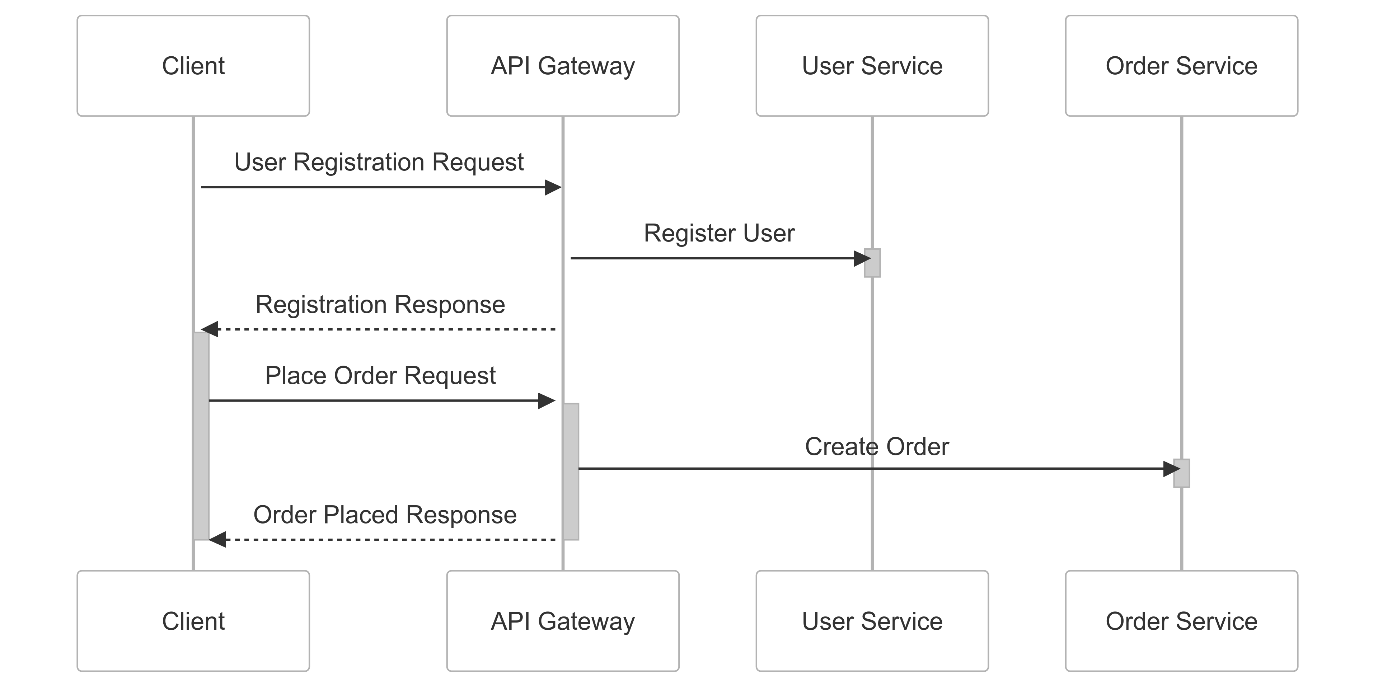 Client
API Gateway
User Service
Order Service
User Registration Request
Register User
Registration Response
Place Order Request
Create Order
Order Placed Response
Client
API Gateway
User Service
Order Service